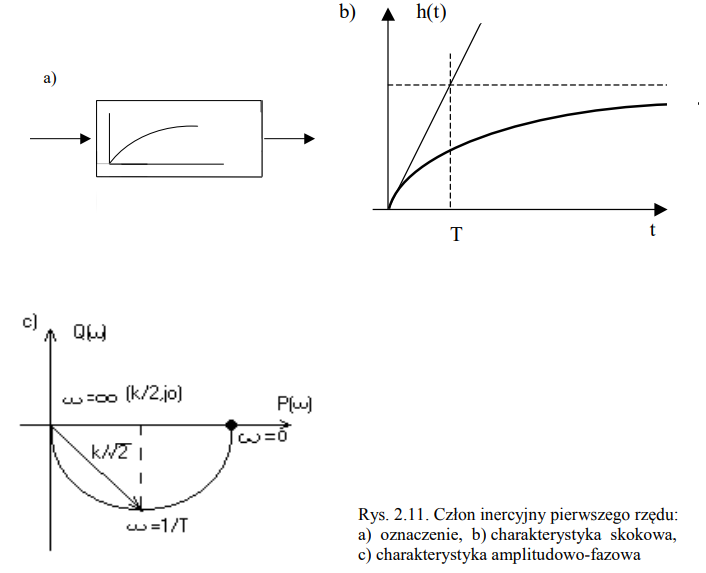 b)
h(t)
a)
T
t
c)
Q(ω)
ω=∞ (k/2,jo)
P(ω)
ω=0
k/√2
ω=1/T
Rys. 2.11. Człon inercyjny pierwszego rzędu:
a) oznaczenie, b) charakterystyka skokowa,
c) charakterystyka amplitudowo-fazowa